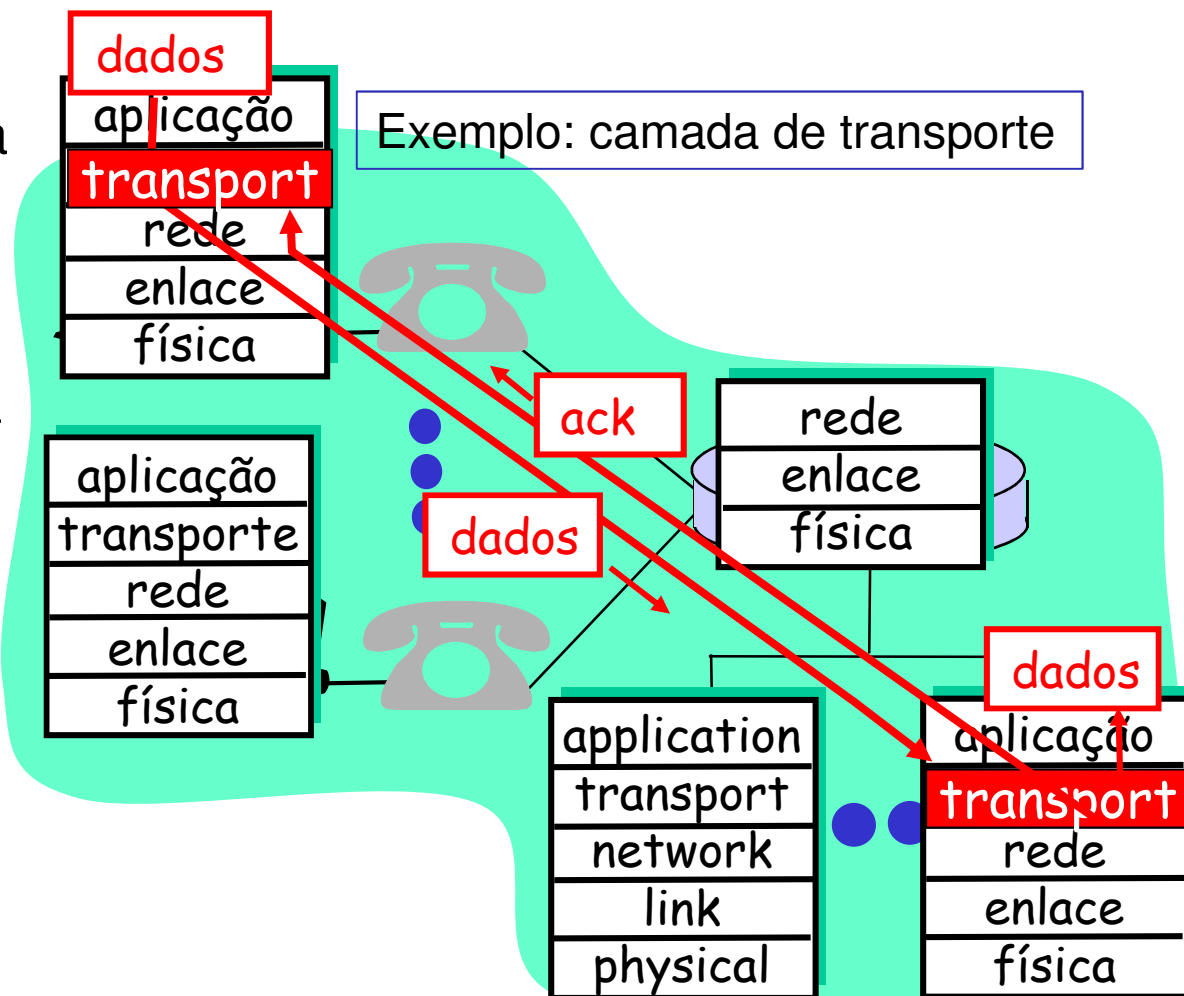 dados
aplicação
a
Exemplo: camada de transporte
transport
rede
enlace
física
ack
rede
enlace
física
aplicação
transporte
rede
enlace
física
dados
dados
application
transport
network
link
physical
aplicação
transport
rede
enlace
física